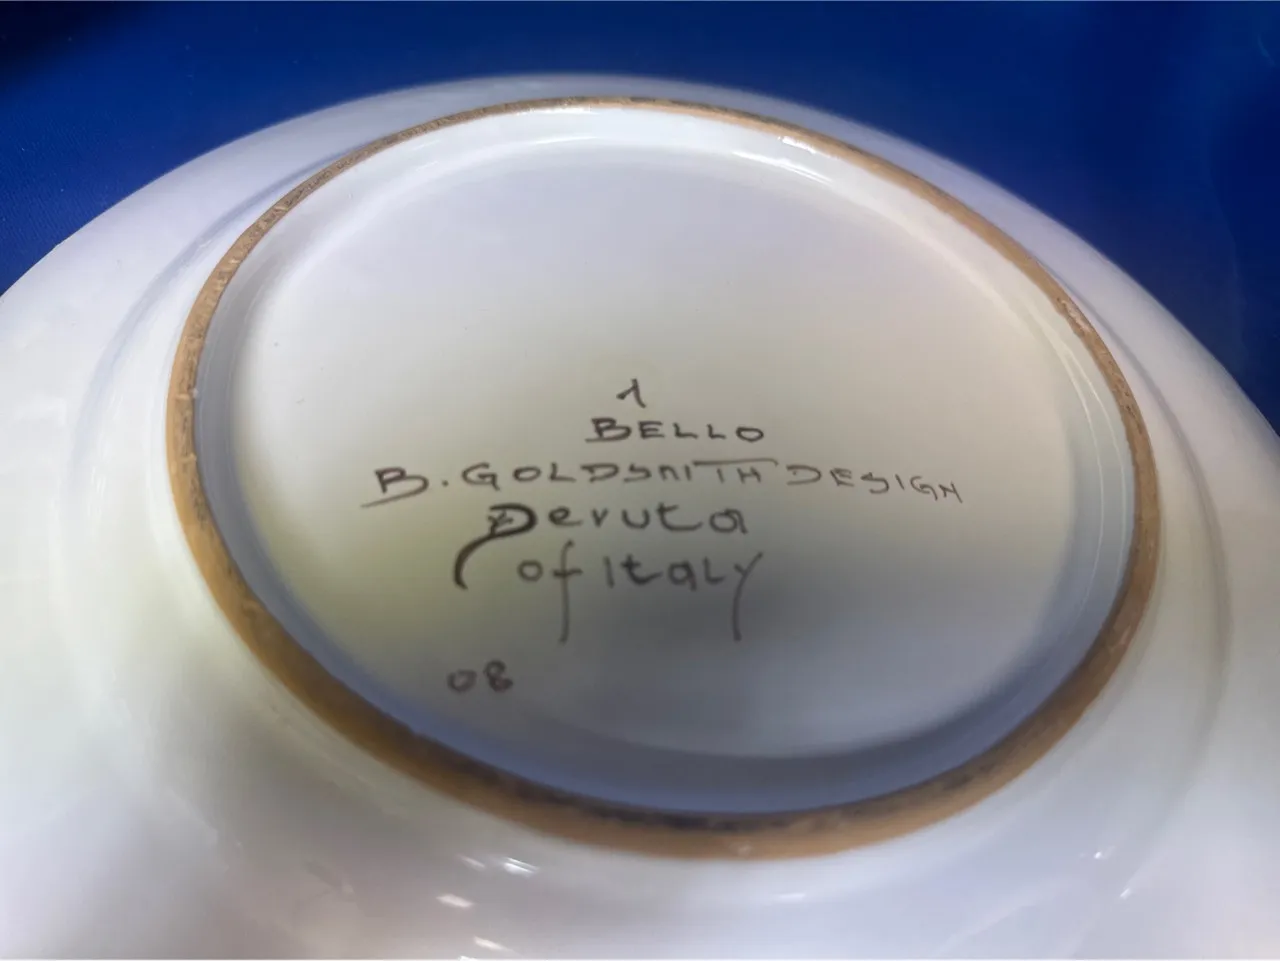 1
BELLO
B. GOLDSMITH DESIGN
Deruta
of Italy
08